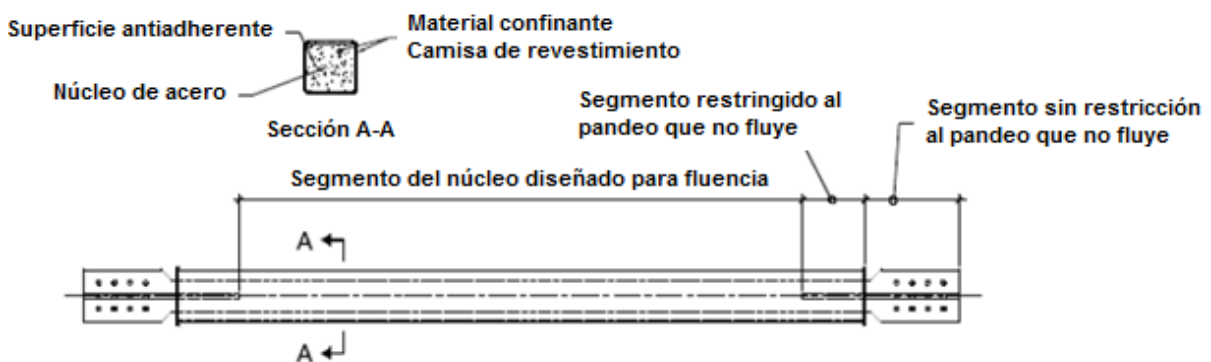 Superficie antiadherente
Material confinante
Camisa de revestimiento
Núcleo de acero
Sección A-A
Segmento restringido al
pandeo que no fluye
Segmento sin restricción
al pandeo que no fluye
Segmento del núcleo diseñado para fluencia
A
A